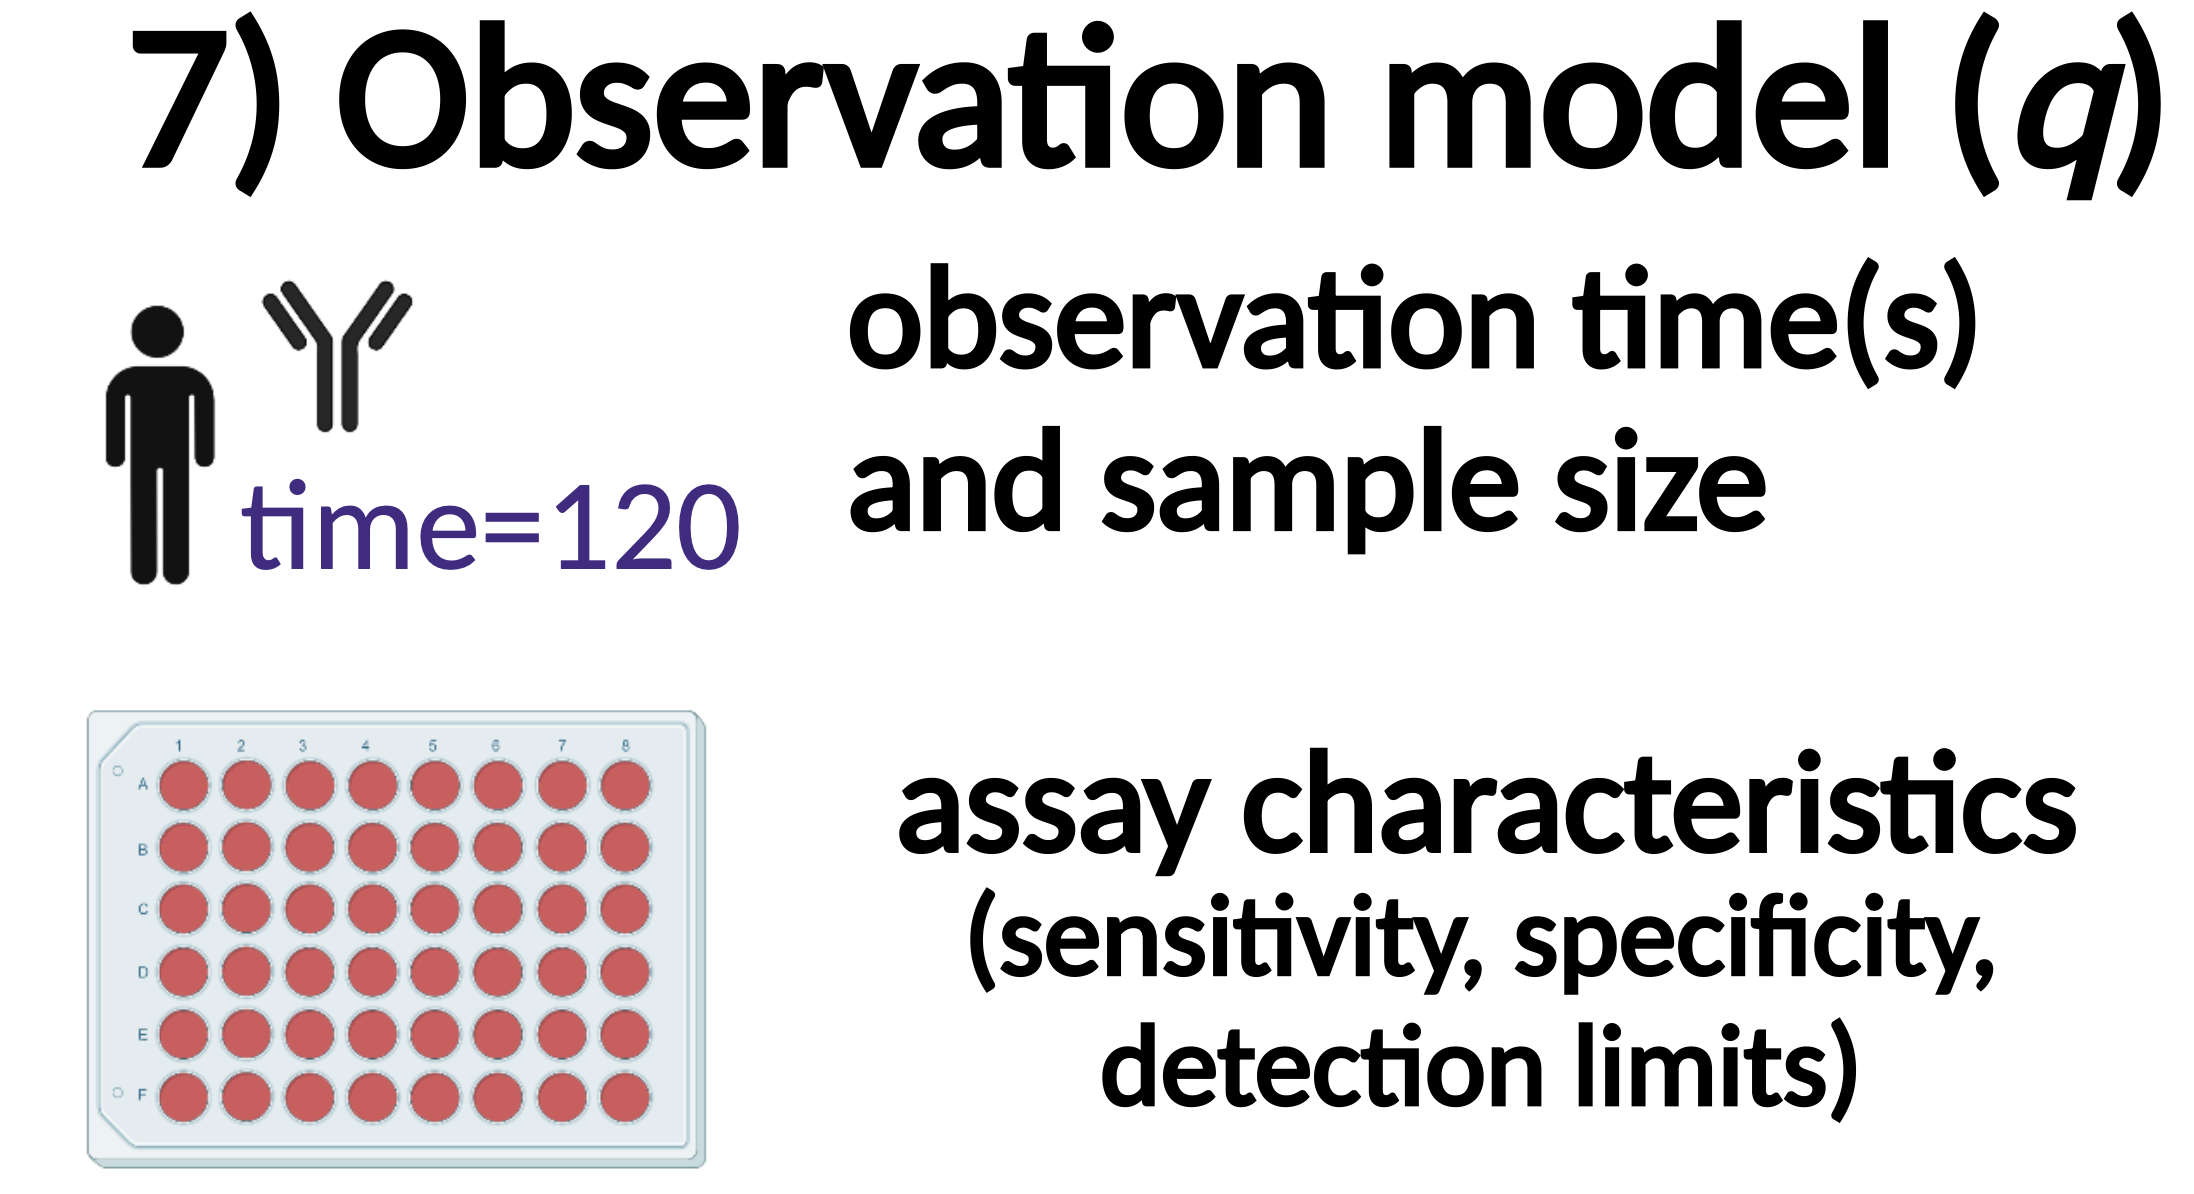 7) Observation model (q)
observation time(s)
and sample size
time=120
assay characteristics
(sensitivity, specificity,
detection limits)
1 2 3 4 5 6 7 8
A
B
C
D
E
F